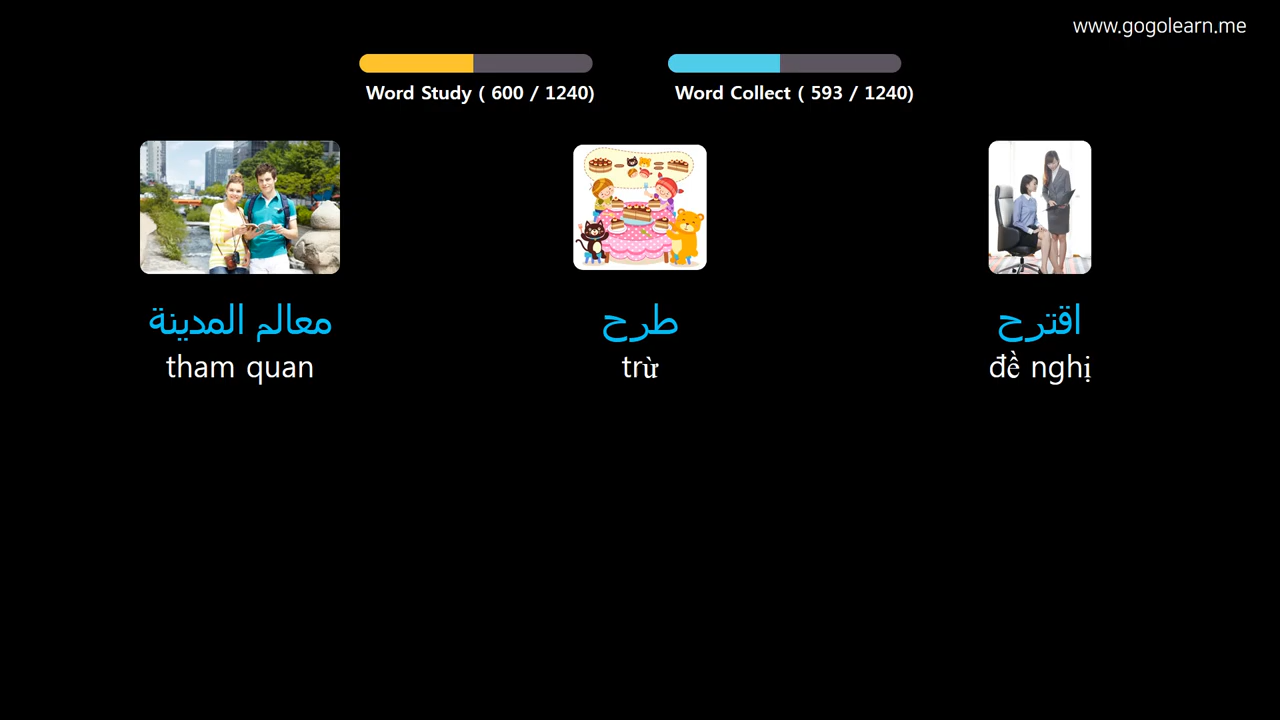 www.gogolearn.me
Word Study ( 600 / 1240)
Word Collect ( 593 / 1240)
معالم المدينة
tham quan
طرح
trừ
اقترح
đề nghị